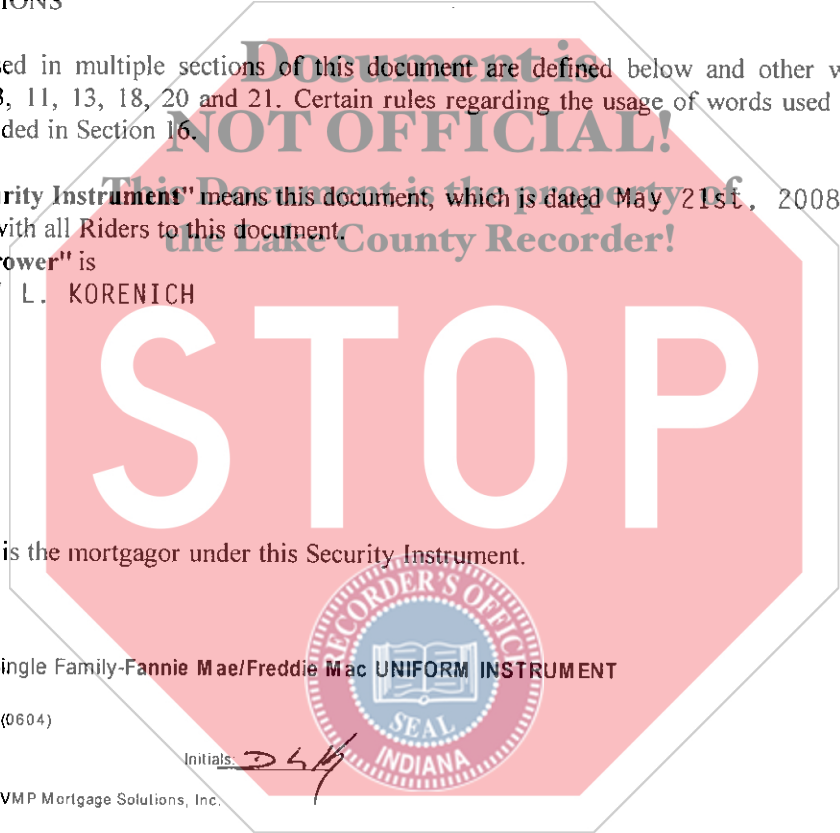 IONS
Document is
sed in multiple sections of this document are defined below and other w
3, 11, 13, 18, 20 and 21. Certain rules regarding the usage of words used
NOT OFFICIAL!
ded in Section 16.
This Document is the property of
rity Instrument" means this document, which is dated May 21st, 2008
with all Riders to this document.
the Lake County Recorder!
rower" is
L. KORENICH
STOP
is the mortgagor under this Security Instrument.
RECORDER'S OFFICE
SEAL
INDIANA
ingle Family-Fannie Mae/Freddie Mac UNIFORM INSTRUMENT
(0604)
Initials: DLK
VMP Mortgage Solutions, Inc.